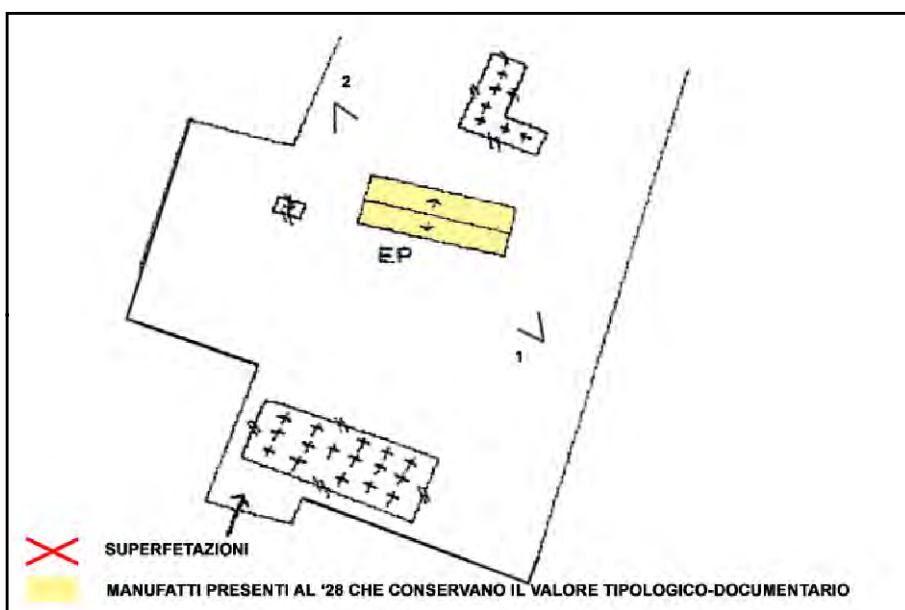 2
EP
1
SUPERFETAZIONI
MANUFATTI PRESENTI AL '28 CHE CONSERVANO IL VALORE TIPOLOGICO-DOCUMENTARIO